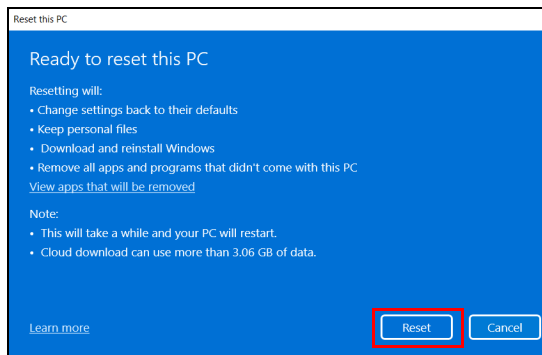 Reset this PC
Ready to reset this PC
Resetting will:
• Change settings back to their defaults
• Keep personal files
• Download and reinstall Windows
• Remove all apps and programs that didn't come with this PC
View apps that will be removed
Note:
• This will take a while and your PC will restart.
• Cloud download can use more than 3.06 GB of data.
Learn more
Reset
Cancel